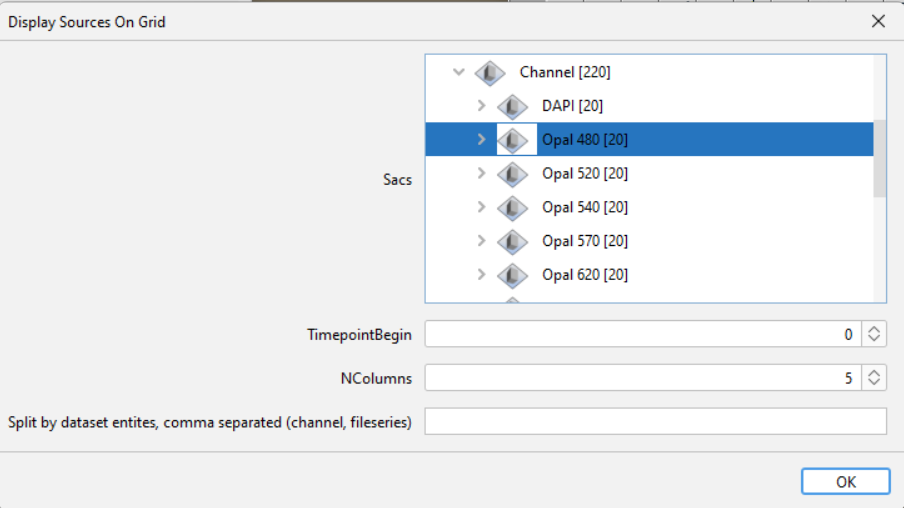 Display Sources On Grid
Channel [220]
DAPI [20]
Opal 480 [20]
Sacs
Opal 520 [20]
Opal 540 [20]
Opal 570 [20]
Opal 620 [20]
TimepointBegin 0
NColumns 5
Split by dataset entites, comma separated (channel, fileseries)
OK